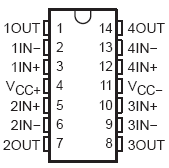 1OUT 1 14 4OUT
1IN− 2 13 4IN−
1IN+ 3 12 4IN+
VCC+ 4 11 VCC−
2IN+ 5 10 3IN+
2IN− 6 9 3IN−
2OUT 7 8 3OUT